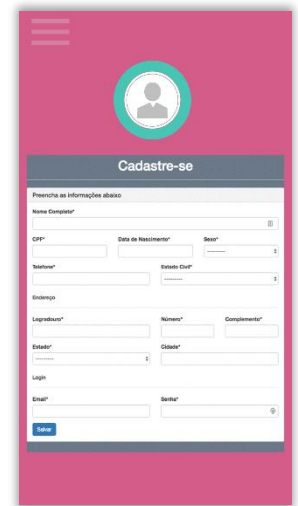 Cadastre-se
Preencha as informações abaixo
Nome Completo*
CPF* Data de Nascimento* Sexo*
---------
Telefone* Estado Civil*
---------
Endereço
Logradouro* Número* Complemento*
Estado* Cidade*
---------
Login
Email* Senha*
Salvar